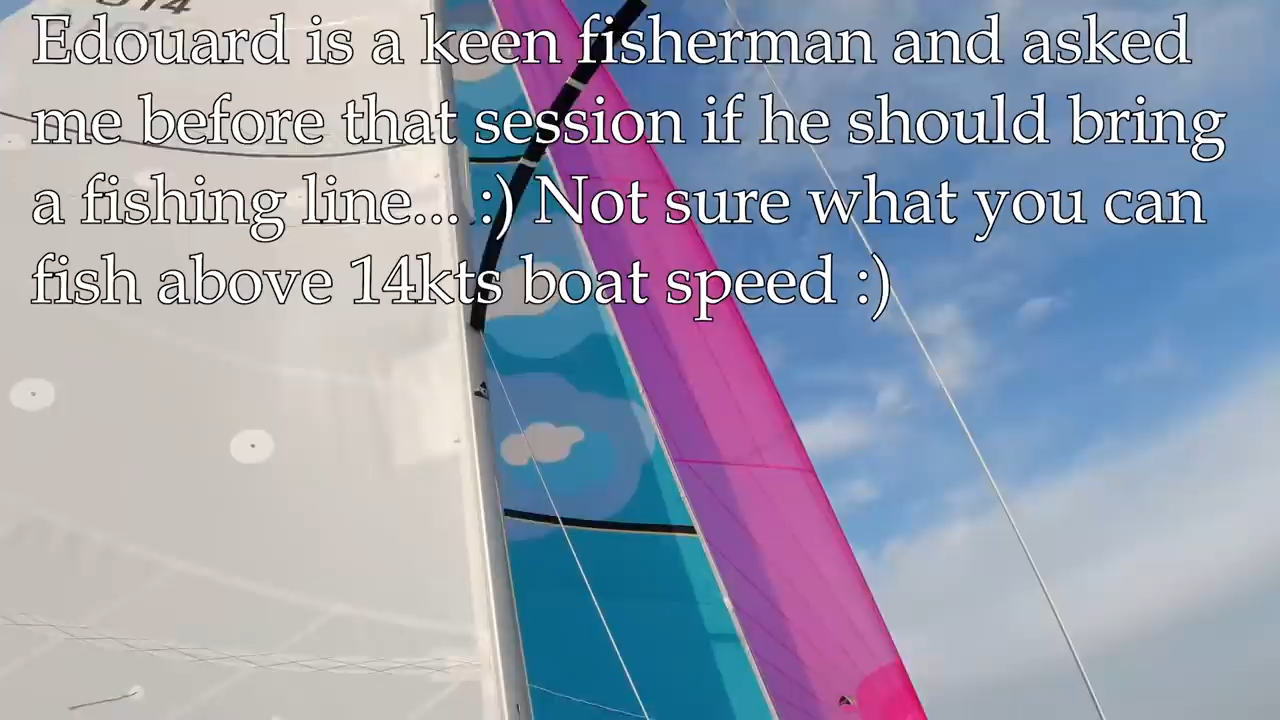 Edouard is a keen fisherman and asked
me before that session if he should bring
a fishing line... :) Not sure what you can
fish above 14kts boat speed :)